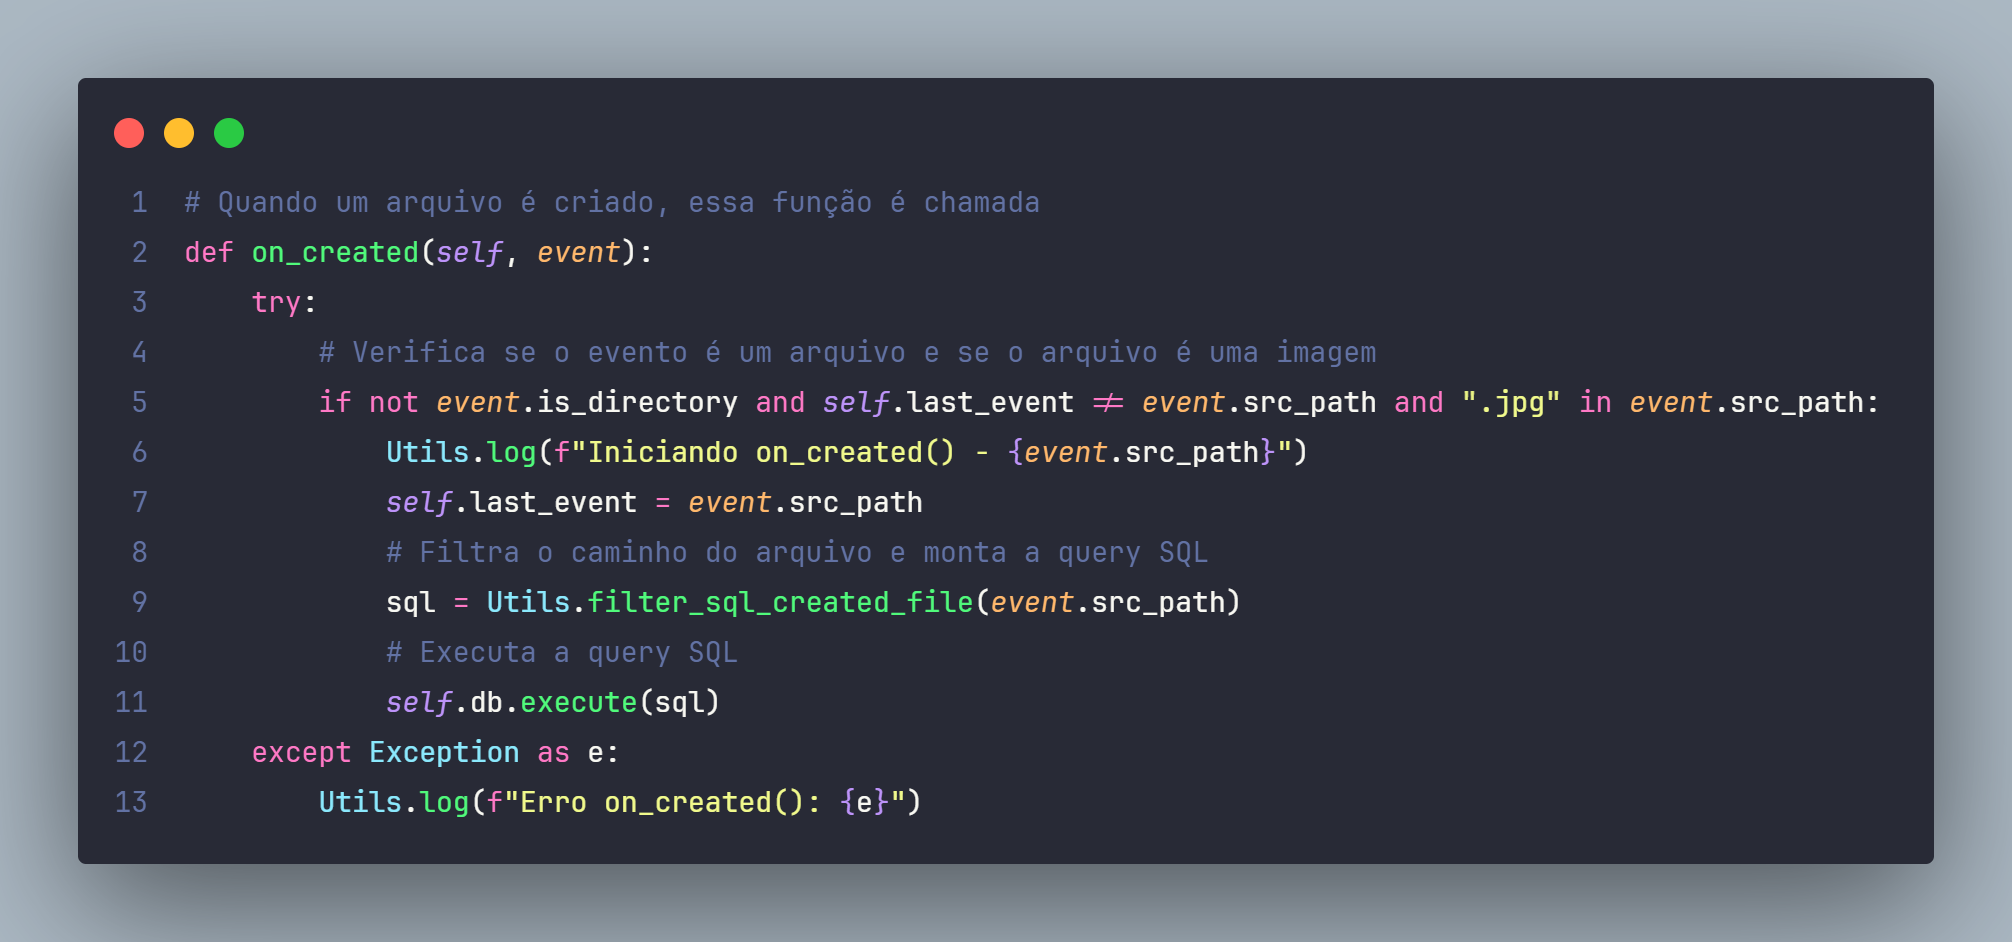 1 # Quando um arquivo é criado, essa função é chamada
2 def on_created(self, event):
3     try:
4         # Verifica se o evento é um arquivo e se o arquivo é uma imagem
5         if not event.is_directory and self.last_event != event.src_path and ".jpg" in event.src_path:
6             Utils.log(f"Iniciando on_created() - {event.src_path}")
7             self.last_event = event.src_path
8             # Filtra o caminho do arquivo e monta a query SQL
9             sql = Utils.filter_sql_created_file(event.src_path)
10             # Executa a query SQL
11             self.db.execute(sql)
12     except Exception as e:
13         Utils.log(f"Erro on_created(): {e}")